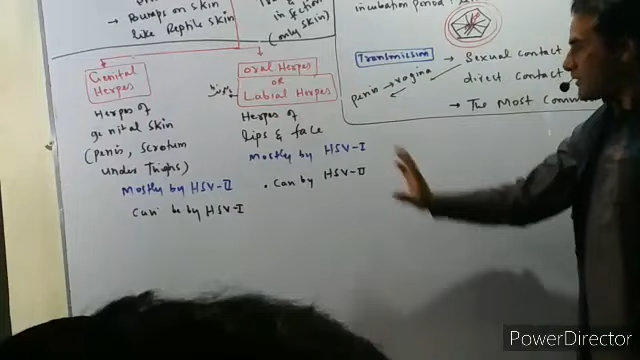 → Bumps on Skin
like Reptile Skin
infection
(only Skin)
incubation period :
Transmission
Sexual contact
direct contact
penis → vagina
→ The Most Common
Genital
Herpes
Herpes of
genital Skin
(penis, Scrotum
under Thighs)
Mostly by HSV-II
Can be by HSV-I
Oral Herpes
OR
Labial Herpes
Herpes of
Lips & face
Mostly by HSV-I
. Can by HSV-II
PowerDirector